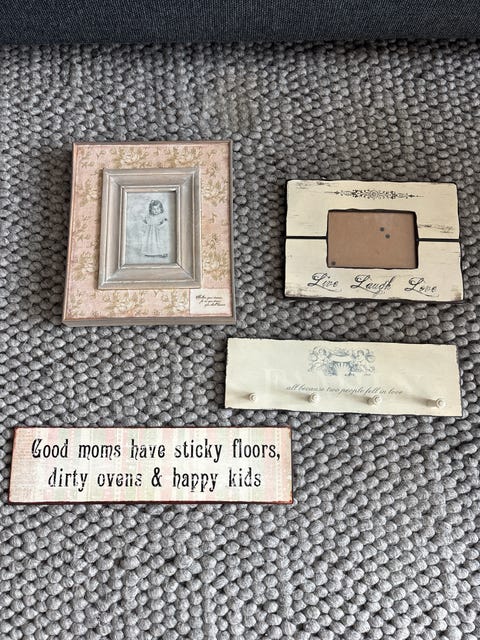 Live Laugh Love
all because two people fell in love
Good moms have sticky floors,
dirty ovens & happy kids